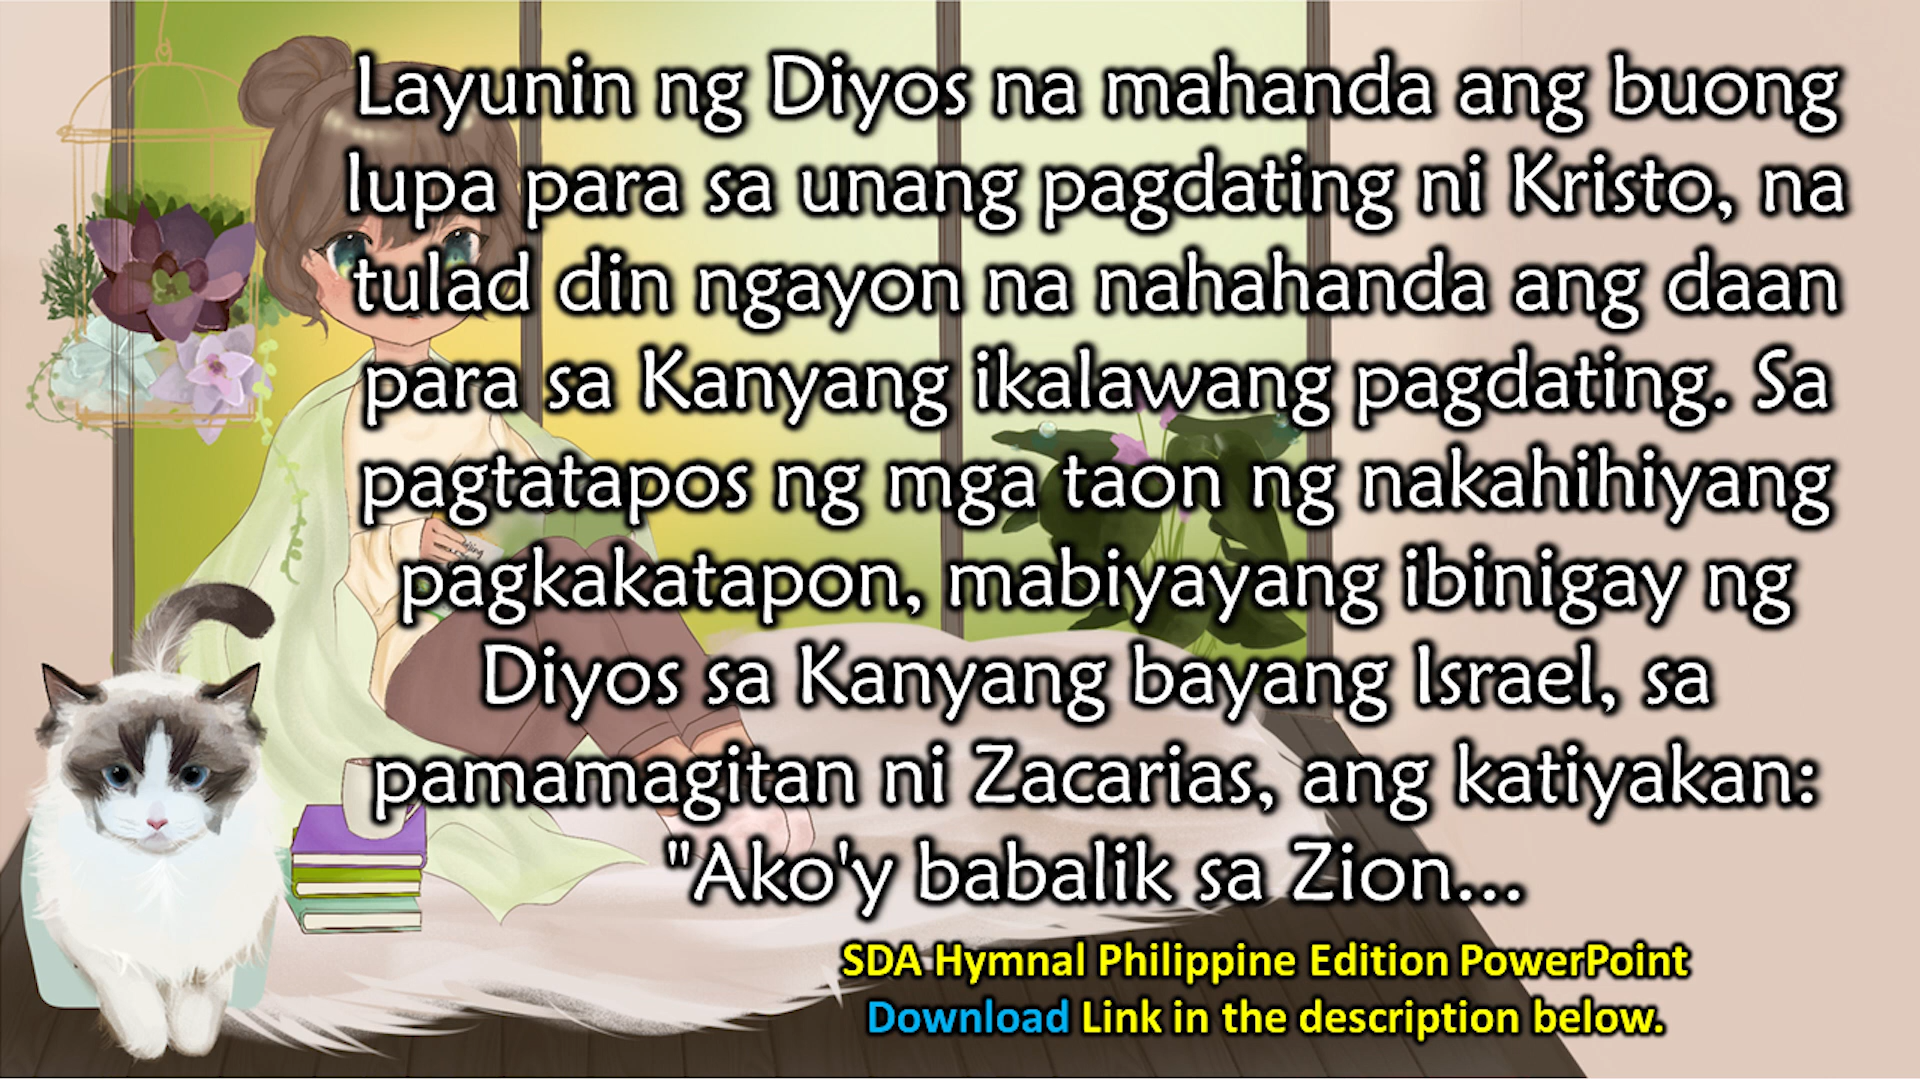 Layunin ng Diyos na mahanda ang buong
lupa para sa unang pagdating ni Kristo, na
tulad din ngayon na nahahanda ang daan
para sa Kanyang ikalawang pagdating. Sa
pagtatapos ng mga taon ng nakahihiyang
pagkakatapon, mabiyayang ibinigay ng
Diyos sa Kanyang bayang Israel, sa
pamamagitan ni Zacarias, ang katiyakan:
"Ako'y babalik sa Zion...
SDA Hymnal Philippine Edition PowerPoint
Download Link in the description below.